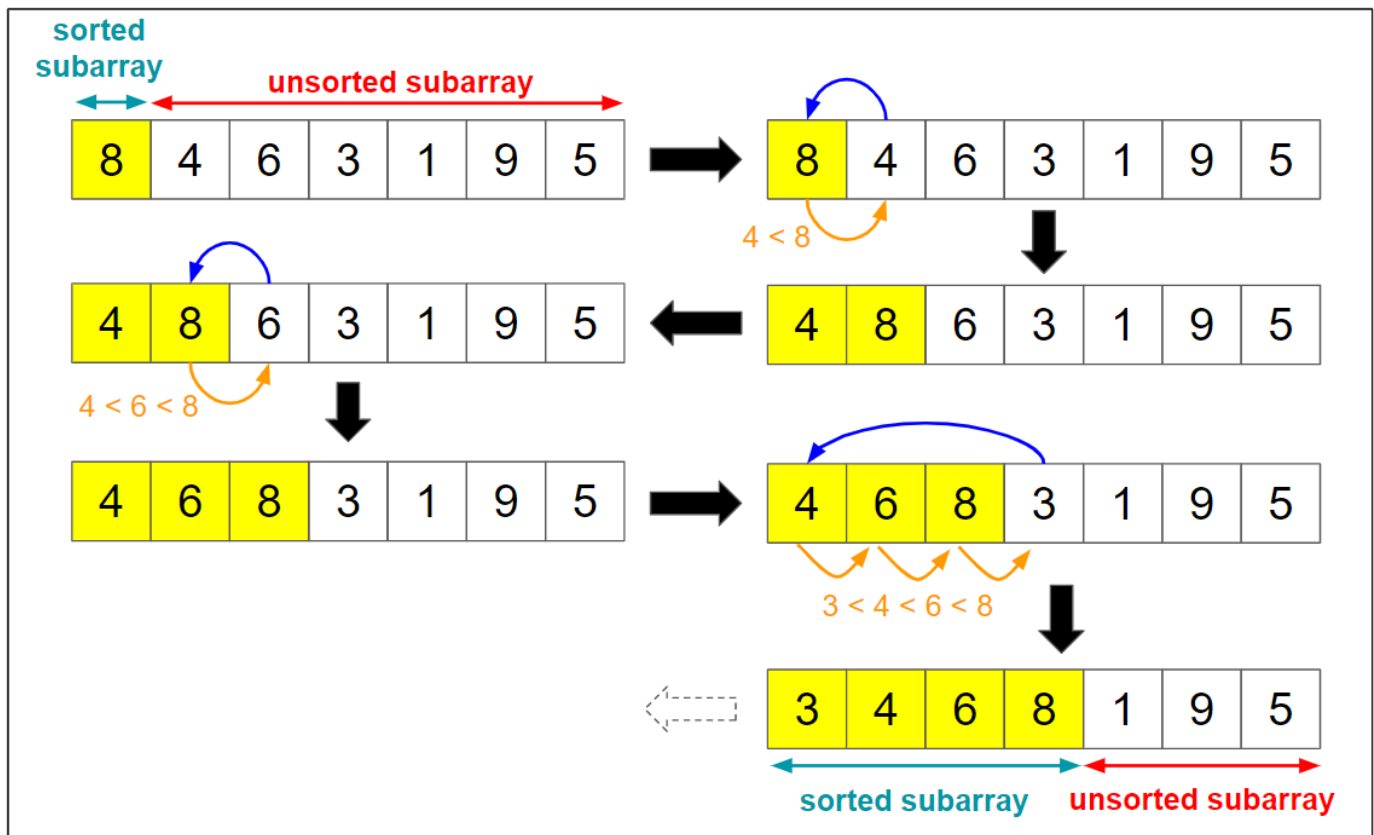 sorted
subarray
unsorted subarray
8 4 6 3 1 9 5
8 4 6 3 1 9 5
4 < 8
4 8 6 3 1 9 5
4 8 6 3 1 9 5
4 < 6 < 8
4 6 8 3 1 9 5
4 6 8 3 1 9 5
3 < 4 < 6 < 8
3 4 6 8 1 9 5
sorted subarray
unsorted subarray